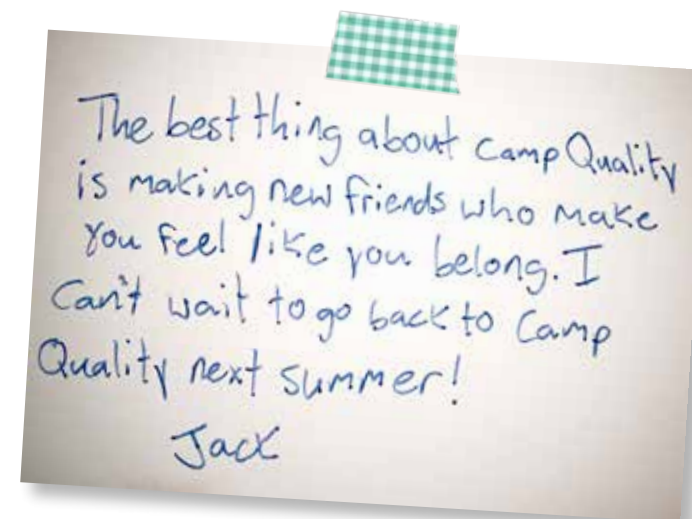 The best thing about Camp Quality
is making new friends who make
you feel like you belong. I
can't wait to go back to Camp
Quality next summer!
Jack